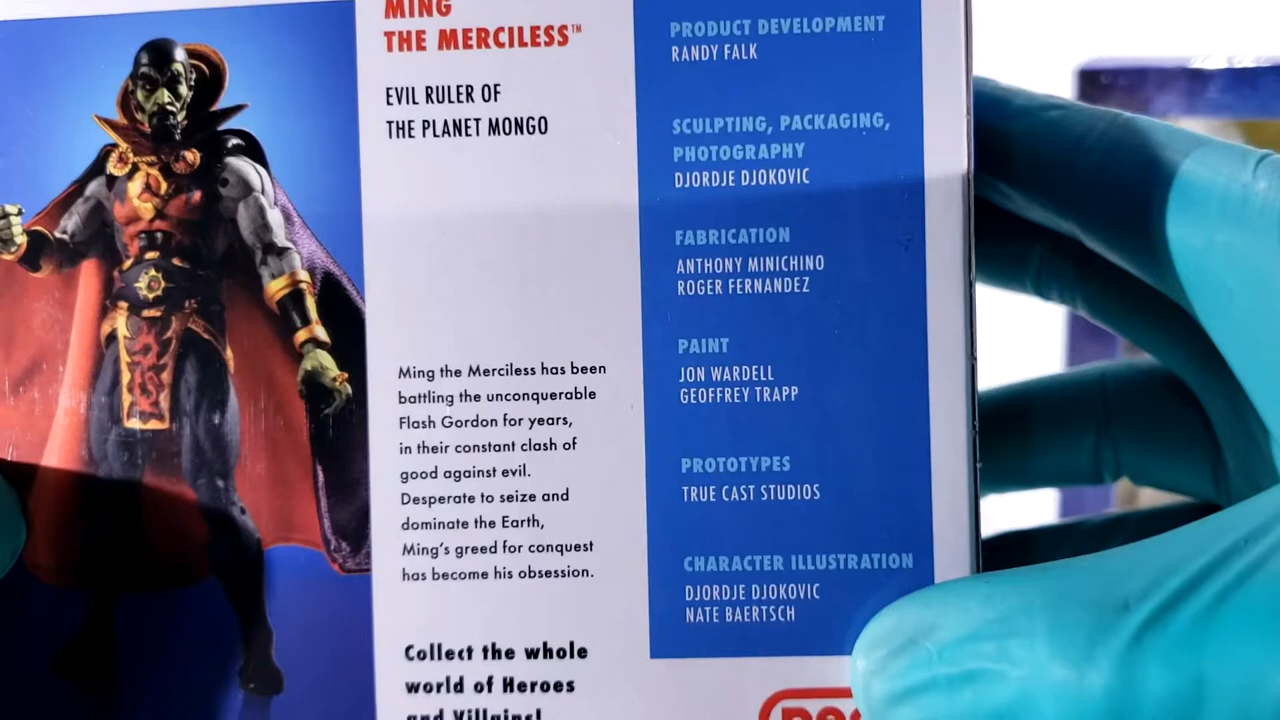 MING
THE MERCILESS™
EVIL RULER OF
THE PLANET MONGO
Ming the Merciless has been
battling the unconquerable
Flash Gordon for years,
in their constant clash of
good against evil.
Desperate to seize and
dominate the Earth,
Ming's greed for conquest
has become his obsession.
Collect the whole
world of Heroes
and Villains!
PRODUCT DEVELOPMENT
RANDY FALK
SCULPTING, PACKAGING,
PHOTOGRAPHY
DJORDJE DJOKOVIC
FABRICATION
ANTHONY MINICHINO
ROGER FERNANDEZ
PAINT
JON WARDELL
GEOFFREY TRAPP
PROTOTYPES
TRUE CAST STUDIOS
CHARACTER ILLUSTRATION
DJORDJE DJOKOVIC
NATE BAERTSCH